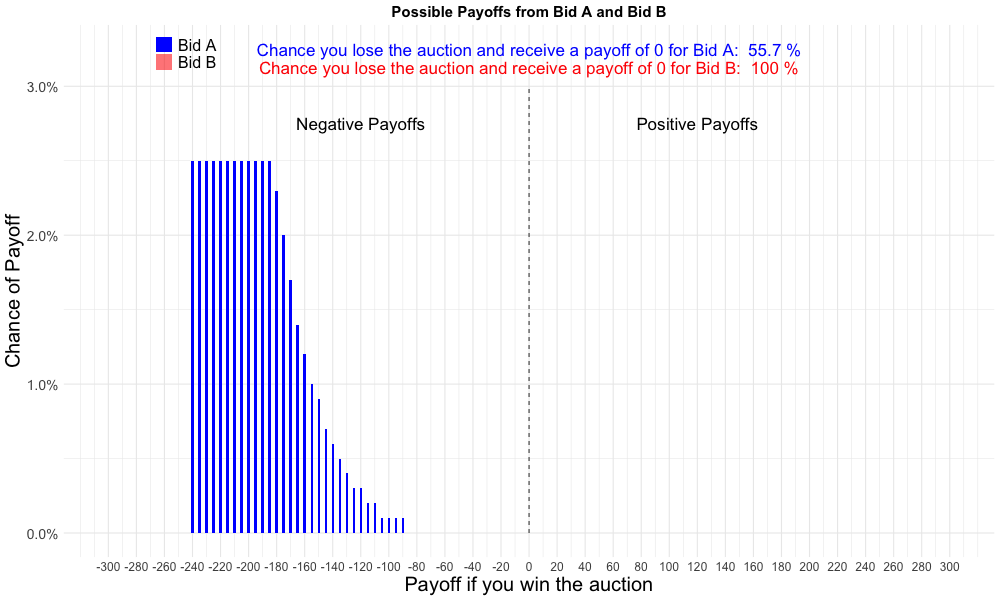 Possible Payoffs from Bid A and Bid B
Bid A
Bid B
Chance you lose the auction and receive a payoff of 0 for Bid A: 55.7 %
Chance you lose the auction and receive a payoff of 0 for Bid B: 100 %
Negative Payoffs
Positive Payoffs
Chance of Payoff
3.0%
2.0%
1.0%
0.0%
-300 -280 -260 -240 -220 -200 -180 -160 -140 -120 -100 -80 -60 -40 -20 0 20 40 60 80 100 120 140 160 180 200 220 240 260 280 300
Payoff if you win the auction